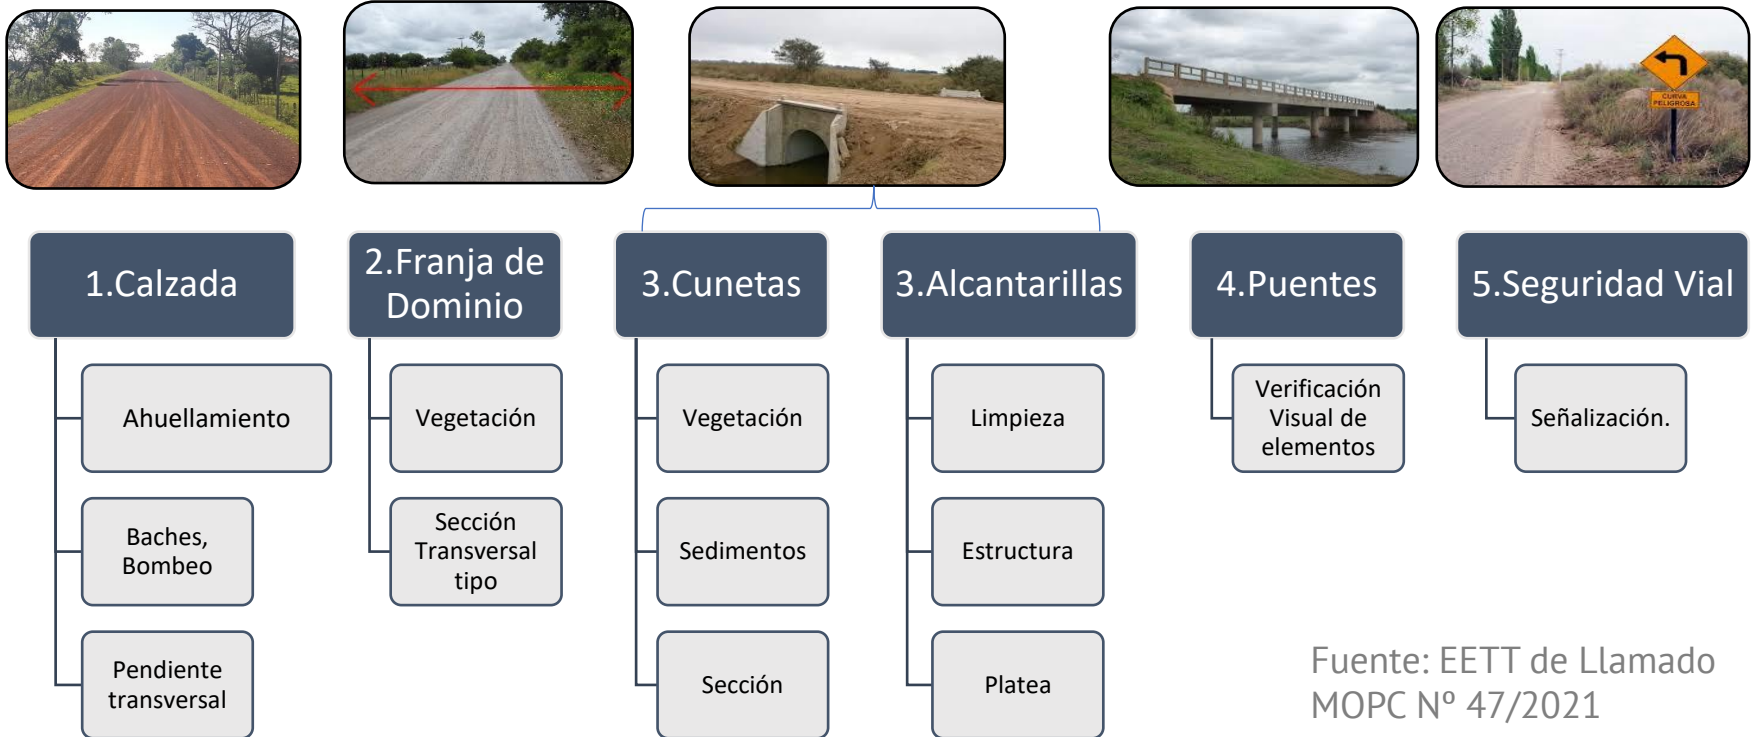 CURVA
PELIGROSA
1.Calzada
Ahuellamiento
Baches,
Bombeo
Pendiente
transversal
2.Franja de
Dominio
Vegetación
Sección
Transversal
tipo
3.Cunetas
Vegetación
Sedimentos
Sección
3.Alcantarillas
Limpieza
Estructura
Platea
4.Puentes
Verificación
Visual de
elementos
5.Seguridad Vial
Señalización.
Fuente: EETT de Llamado
MOPC Nº 47/2021